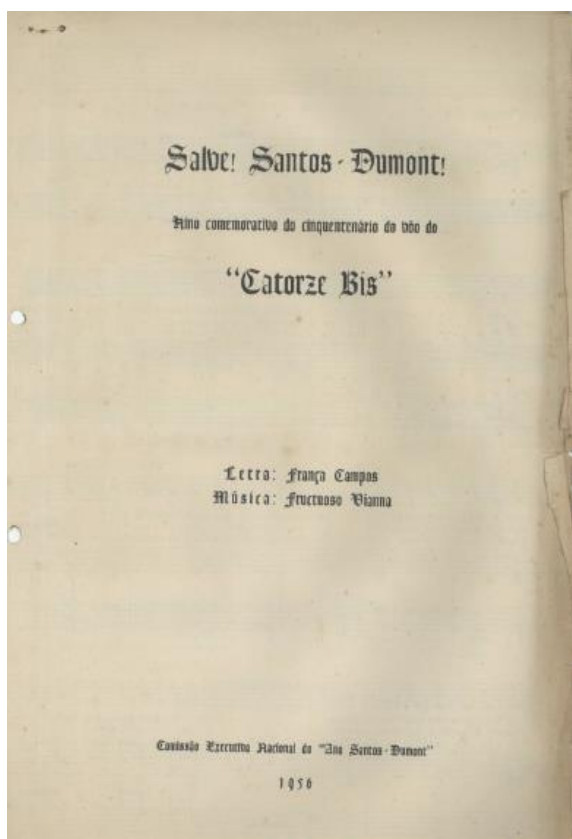 Salve! Santos - Dumont!
Hino comemorativo do cinquentenário do vôo do
“Catorze Bis”
Letra: França Campos
Música: Fructuoso Vianna
Comissão Executiva Nacional do “Ano Santos - Dumont”
1956